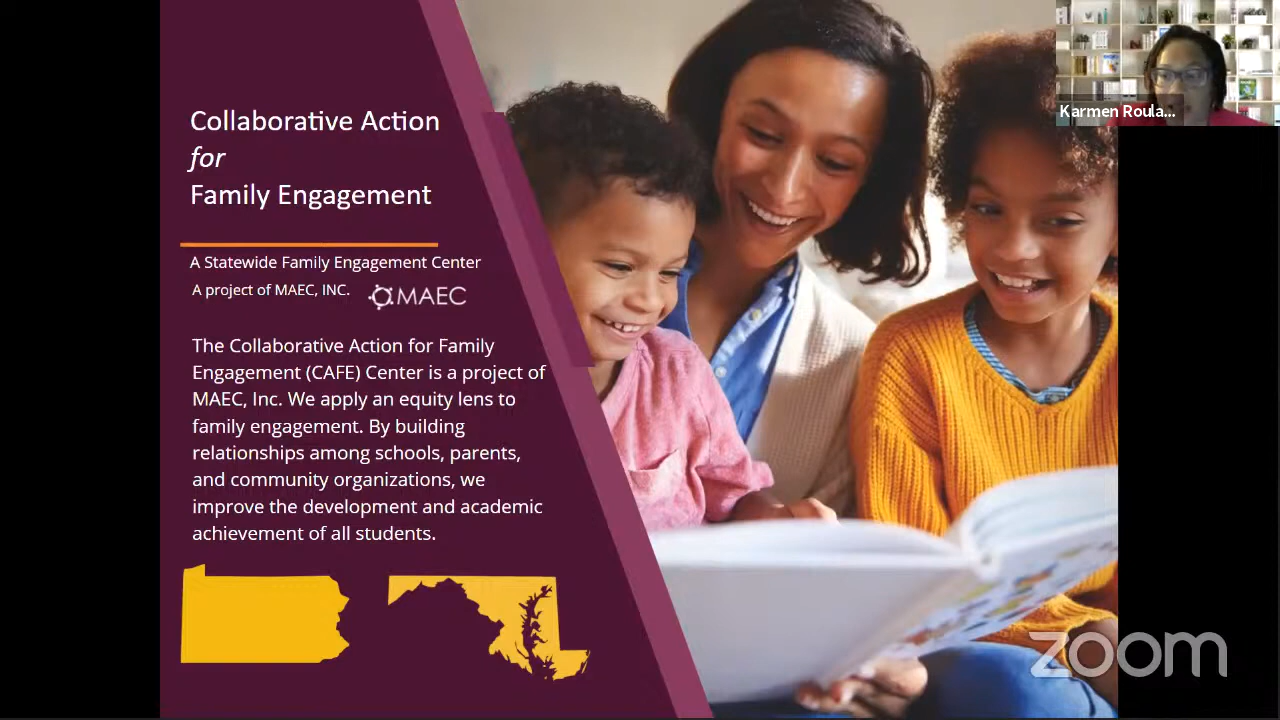 Collaborative Action
for
Family Engagement
A Statewide Family Engagement Center
A project of MAEC, INC.
MAEC
The Collaborative Action for Family
Engagement (CAFE) Center is a project of
MAEC, Inc. We apply an equity lens to
family engagement. By building
relationships among schools, parents,
and community organizations, we
improve the development and academic
achievement of all students.
Karmen Roula...
zoom